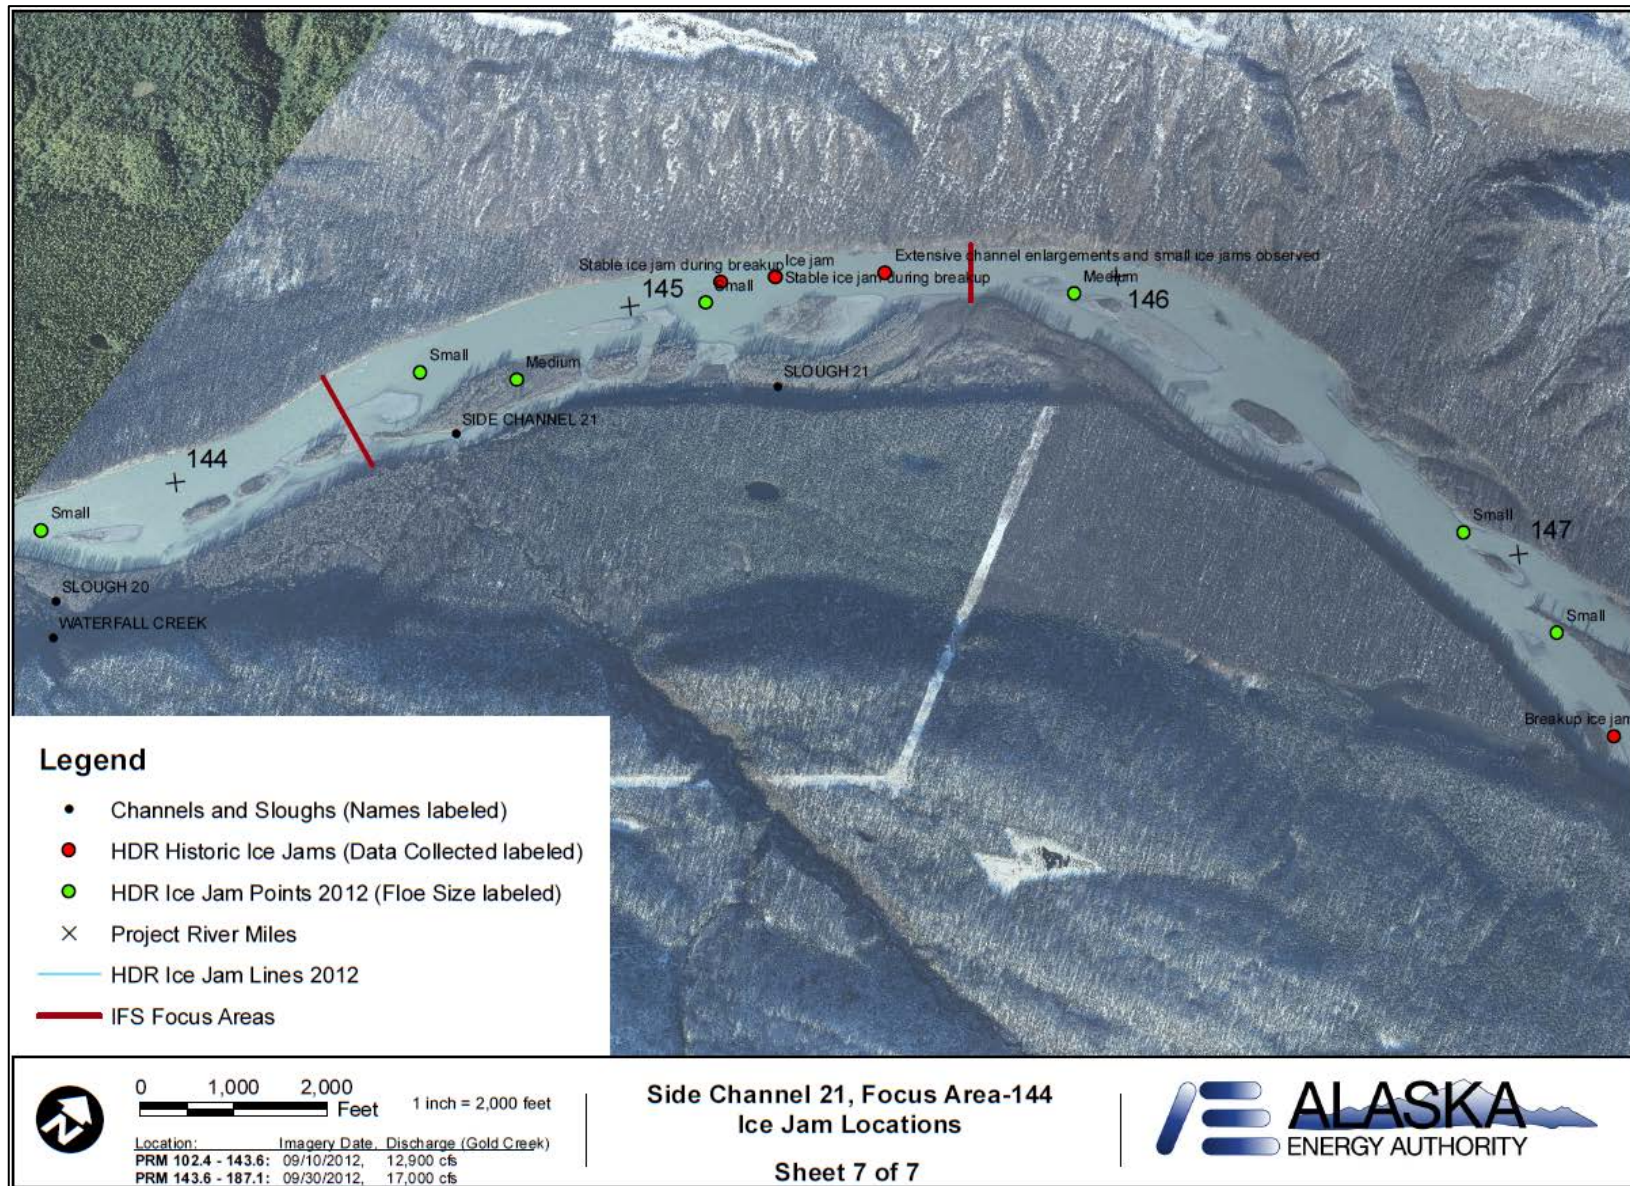 Extensive channel enlargements and small ice jams observed
Ice jam
Stable ice jam during breakup
Stable ice jam during breakup
Medium
145
Small
146
Small
Medium
SLOUGH 21
SIDE CHANNEL 21
144
Small
Small
147
SLOUGH 20
WATERFALL CREEK
Small
Breakup ice jam
Legend
Channels and Sloughs (Names labeled)
HDR Historic Ice Jams (Data Collected labeled)
HDR Ice Jam Points 2012 (Floe Size labeled)
Project River Miles
HDR Ice Jam Lines 2012
IFS Focus Areas
N
0 1,000 2,000
Feet
1 inch = 2,000 feet
Location: Imagery Date, Discharge (Gold Creek)
PRM 102.4 - 143.6: 09/10/2012, 12,900 cfs
PRM 143.6 - 187.1: 09/30/2012, 17,000 cfs
Side Channel 21, Focus Area-144
Ice Jam Locations
Sheet 7 of 7
ALASKA
ENERGY AUTHORITY